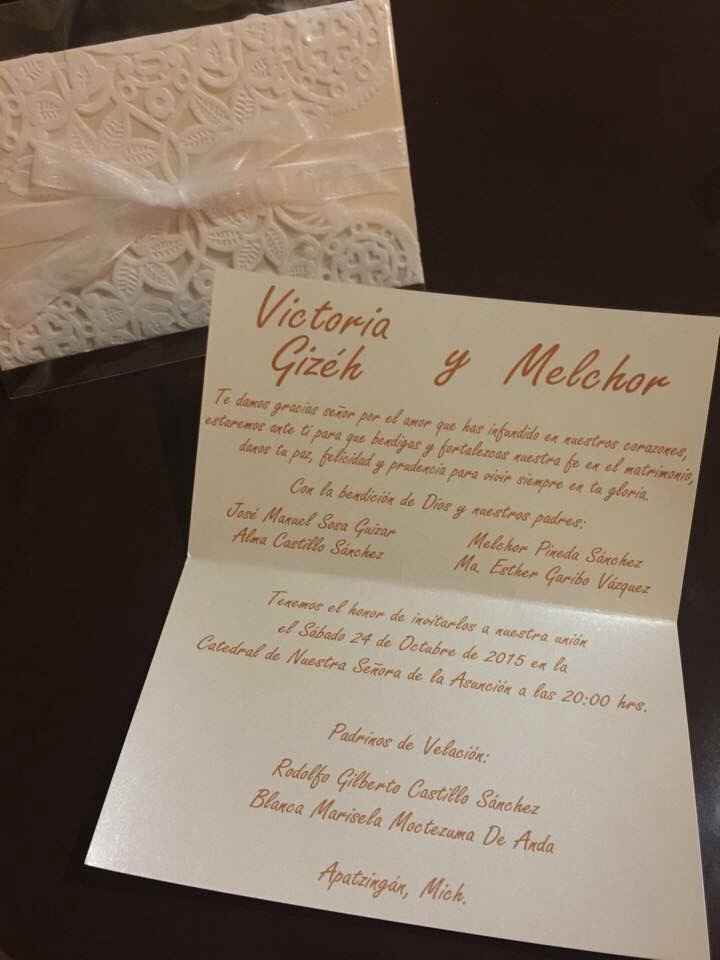 Victoria
Gizéh y Melchor
Te damos gracias señor por el amor que has infundido en nuestros corazones,
estaremos ante tí para que bendigas y fortalezcas nuestra fe en el matrimonio,
danos tu paz, felicidad y prudencia para vivir siempre en tu gloria.
Con la bendición de Dios y nuestros padres:
José Manuel Sosa Guizar
Alma Castillo Sánchez
Melchor Pineda Sánchez
Ma. Esther Garibo Vázquez
Tenemos el honor de invitarlos a nuestra unión
el Sábado 24 de Octubre de 2015 en la
Catedral de Nuestra Señora de la Asunción a las 20:00 hrs.
Padrinos de Velación:
Rodolfo Gilberto Castillo Sánchez
Blanca Marisela Moctezuma De Anda
Apatzingán, Mich.